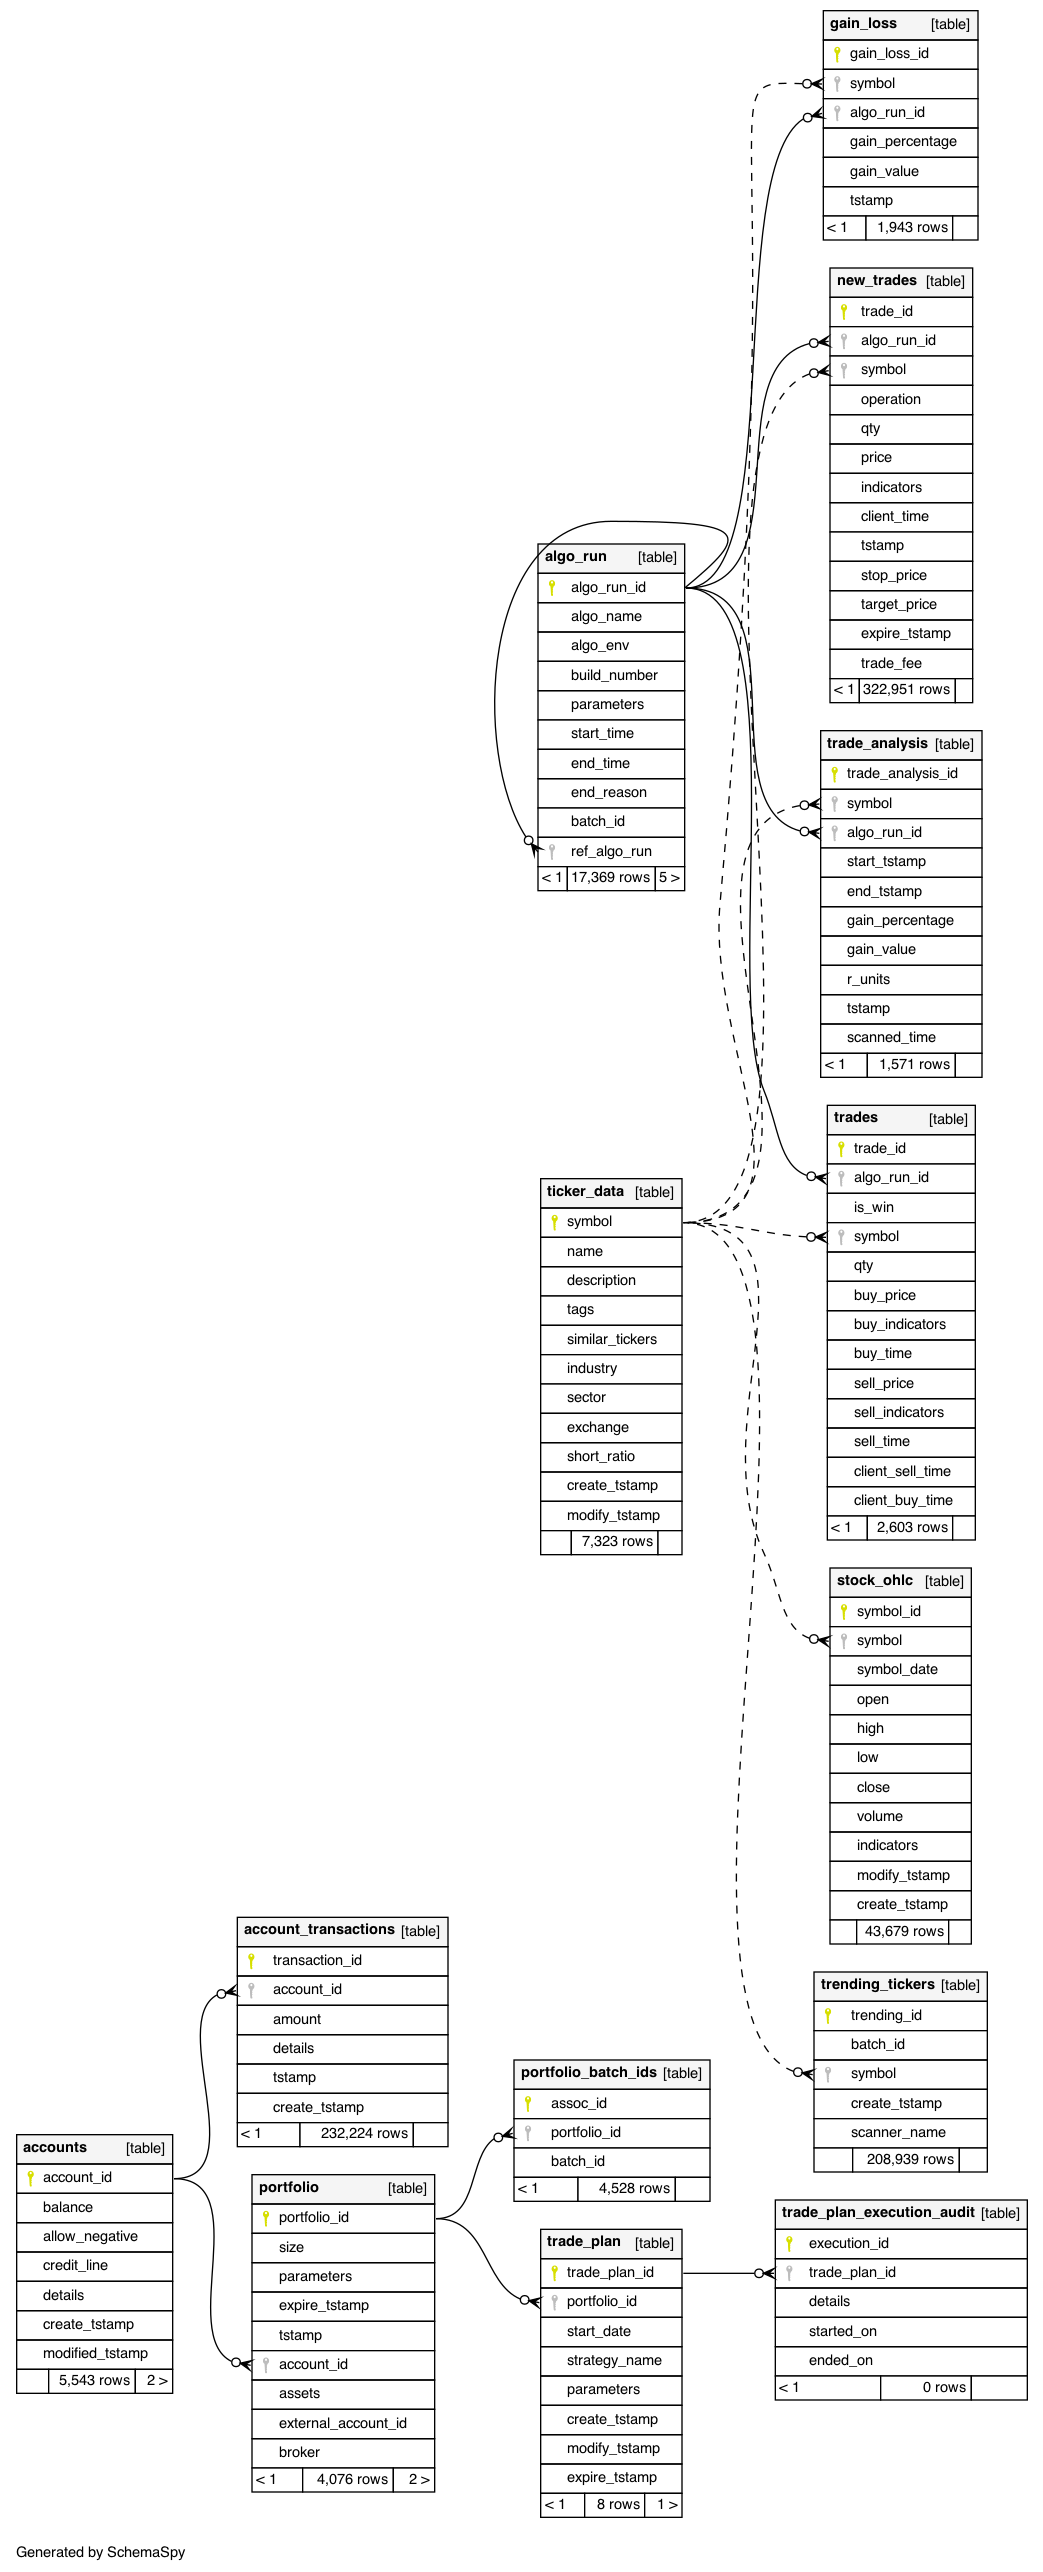 gain_loss [table]
gain_loss_id
symbol
algo_run_id
gain_percentage
gain_value
tstamp
< 1 1,943 rows
new_trades [table]
trade_id
algo_run_id
symbol
operation
qty
price
indicators
client_time
tstamp
stop_price
target_price
expire_tstamp
trade_fee
< 1 322,951 rows
algo_run [table]
algo_run_id
algo_name
algo_env
build_number
parameters
start_time
end_time
end_reason
batch_id
ref_algo_run
< 1 17,369 rows 5 >
trade_analysis [table]
trade_analysis_id
symbol
algo_run_id
start_tstamp
end_tstamp
gain_percentage
gain_value
r_units
tstamp
scanned_time
< 1 1,571 rows
trades [table]
trade_id
algo_run_id
is_win
symbol
qty
buy_price
buy_indicators
buy_time
sell_price
sell_indicators
sell_time
client_sell_time
client_buy_time
< 1 2,603 rows
ticker_data [table]
symbol
name
description
tags
similar_tickers
industry
sector
exchange
short_ratio
create_tstamp
modify_tstamp
7,323 rows
stock_ohlc [table]
symbol_id
symbol
symbol_date
open
high
low
close
volume
indicators
modify_tstamp
create_tstamp
43,679 rows
account_transactions [table]
transaction_id
account_id
amount
details
tstamp
create_tstamp
< 1 232,224 rows
trending_tickers [table]
trending_id
batch_id
symbol
create_tstamp
scanner_name
208,939 rows
portfolio_batch_ids [table]
assoc_id
portfolio_id
batch_id
< 1 4,528 rows
accounts [table]
account_id
balance
allow_negative
credit_line
details
create_tstamp
modified_tstamp
5,543 rows 2 >
portfolio [table]
portfolio_id
size
parameters
expire_tstamp
tstamp
account_id
assets
external_account_id
broker
< 1 4,076 rows 2 >
trade_plan [table]
trade_plan_id
portfolio_id
start_date
strategy_name
parameters
create_tstamp
modify_tstamp
expire_tstamp
< 1 8 rows 1 >
trade_plan_execution_audit [table]
execution_id
trade_plan_id
details
started_on
ended_on
< 1 0 rows
Generated by SchemaSpy